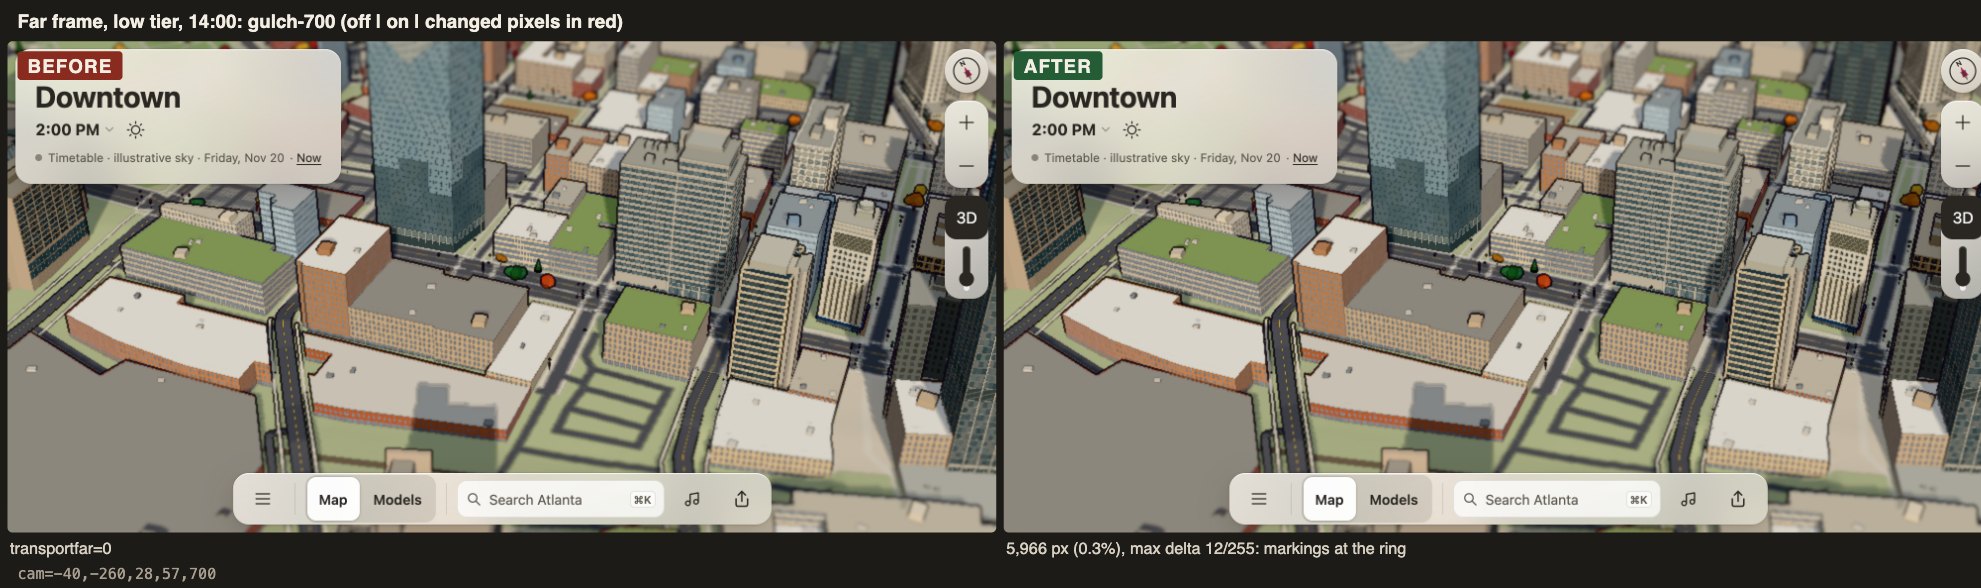 Far frame, low tier, 14:00: gulch-700 (off | on | changed pixels in red)
BEFORE
Downtown
2:00 PM
Timetable · illustrative sky · Friday, Nov 20 · Now
N
+
−
3D
Map
Models
Search Atlanta
⌘K
transportfar=0
cam=−40,−260,28,57,700
AFTER
Downtown
2:00 PM
Timetable · illustrative sky · Friday, Nov 20 · Now
N
+
−
3D
Map
Models
Search Atlanta
⌘K
5,966 px (0.3%), max delta 12/255: markings at the ring